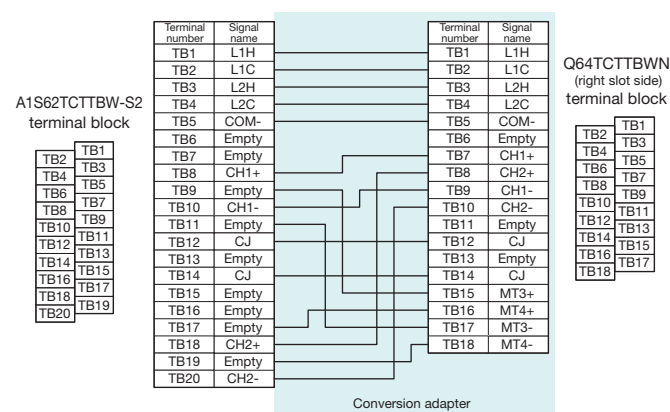 A1S62TCTTBW-S2
terminal block
TB2 TB1
TB4 TB3
TB6 TB5
TB8 TB7
TB10 TB9
TB12 TB11
TB14 TB13
TB16 TB15
TB18 TB17
TB20 TB19
Terminal number Signal name
TB1 L1H
TB2 L1C
TB3 L2H
TB4 L2C
TB5 COM-
TB6 Empty
TB7 Empty
TB8 CH1+
TB9 Empty
TB10 CH1-
TB11 Empty
TB12 CJ
TB13 Empty
TB14 CJ
TB15 Empty
TB16 Empty
TB17 Empty
TB18 CH2+
TB19 Empty
TB20 CH2-
Terminal number Signal name
TB1 L1H
TB2 L1C
TB3 L2H
TB4 L2C
TB5 COM-
TB6 Empty
TB7 CH1+
TB8 CH2+
TB9 CH1-
TB10 CH2-
TB11 Empty
TB12 CJ
TB13 Empty
TB14 CJ
TB15 MT3+
TB16 MT4+
TB17 MT3-
TB18 MT4-
Conversion adapter
Q64TCTTBWN
(right slot side)
terminal block
TB2 TB1
TB4 TB3
TB6 TB5
TB8 TB7
TB10 TB9
TB12 TB11
TB14 TB13
TB16 TB15
TB18 TB17